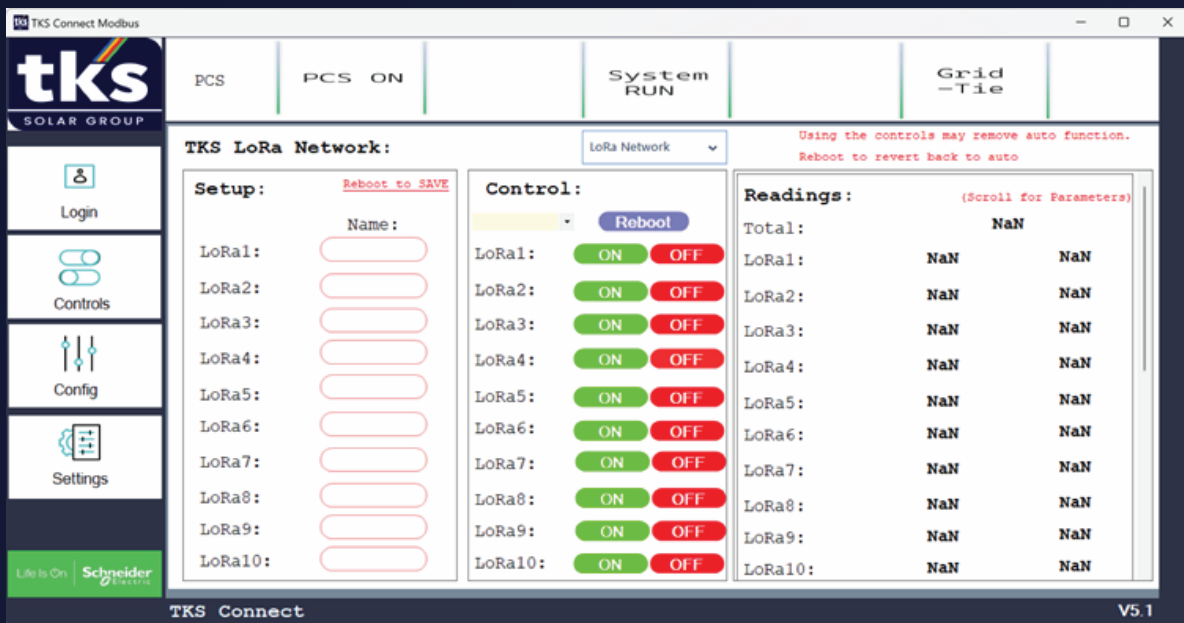 TKS Connect Modbus
tks
SOLAR GROUP
PCS
PCS ON
System
RUN
Grid
-Tie
Login
Controls
Config
Settings
Life Is On
Schneider
Electric
TKS LoRa Network:
LoRa Network
Using the controls may remove auto function.
Reboot to revert back to auto
Setup:
Reboot to SAVE
Name:
LoRa1:
LoRa2:
LoRa3:
LoRa4:
LoRa5:
LoRa6:
LoRa7:
LoRa8:
LoRa9:
LoRa10:
Control:
Reboot
LoRa1: ON OFF
LoRa2: ON OFF
LoRa3: ON OFF
LoRa4: ON OFF
LoRa5: ON OFF
LoRa6: ON OFF
LoRa7: ON OFF
LoRa8: ON OFF
LoRa9: ON OFF
LoRa10: ON OFF
Readings:
(Scroll for Parameters)
Total: NaN
LoRa1: NaN NaN
LoRa2: NaN NaN
LoRa3: NaN NaN
LoRa4: NaN NaN
LoRa5: NaN NaN
LoRa6: NaN NaN
LoRa7: NaN NaN
LoRa8: NaN NaN
LoRa9: NaN NaN
LoRa10: NaN NaN
TKS Connect
V5.1